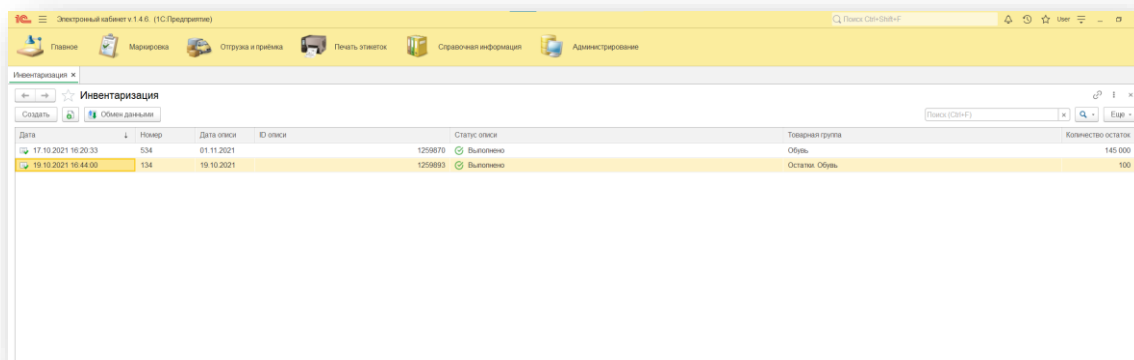 1С Электронный кабинет v 1.4.6. (1С:Предприятие) Поиск Ctrl+Shift+F User
Главное Маркировка Отгрузка и приёмка Печать этикеток Справочная информация Администрирование
Инвентаризация ×
Инвентаризация
Создать Обмен данными Поиск (Ctrl+F) × Еще
Дата ↓ Номер Дата описи ID описи Статус описи Товарная группа Количество остаток
17.10.2021 16:20:33 534 01.11.2021 1259870 Выполнено Обувь 145 000
19.10.2021 16:44:00 134 19.10.2021 1259893 Выполнено Остатки. Обувь 100